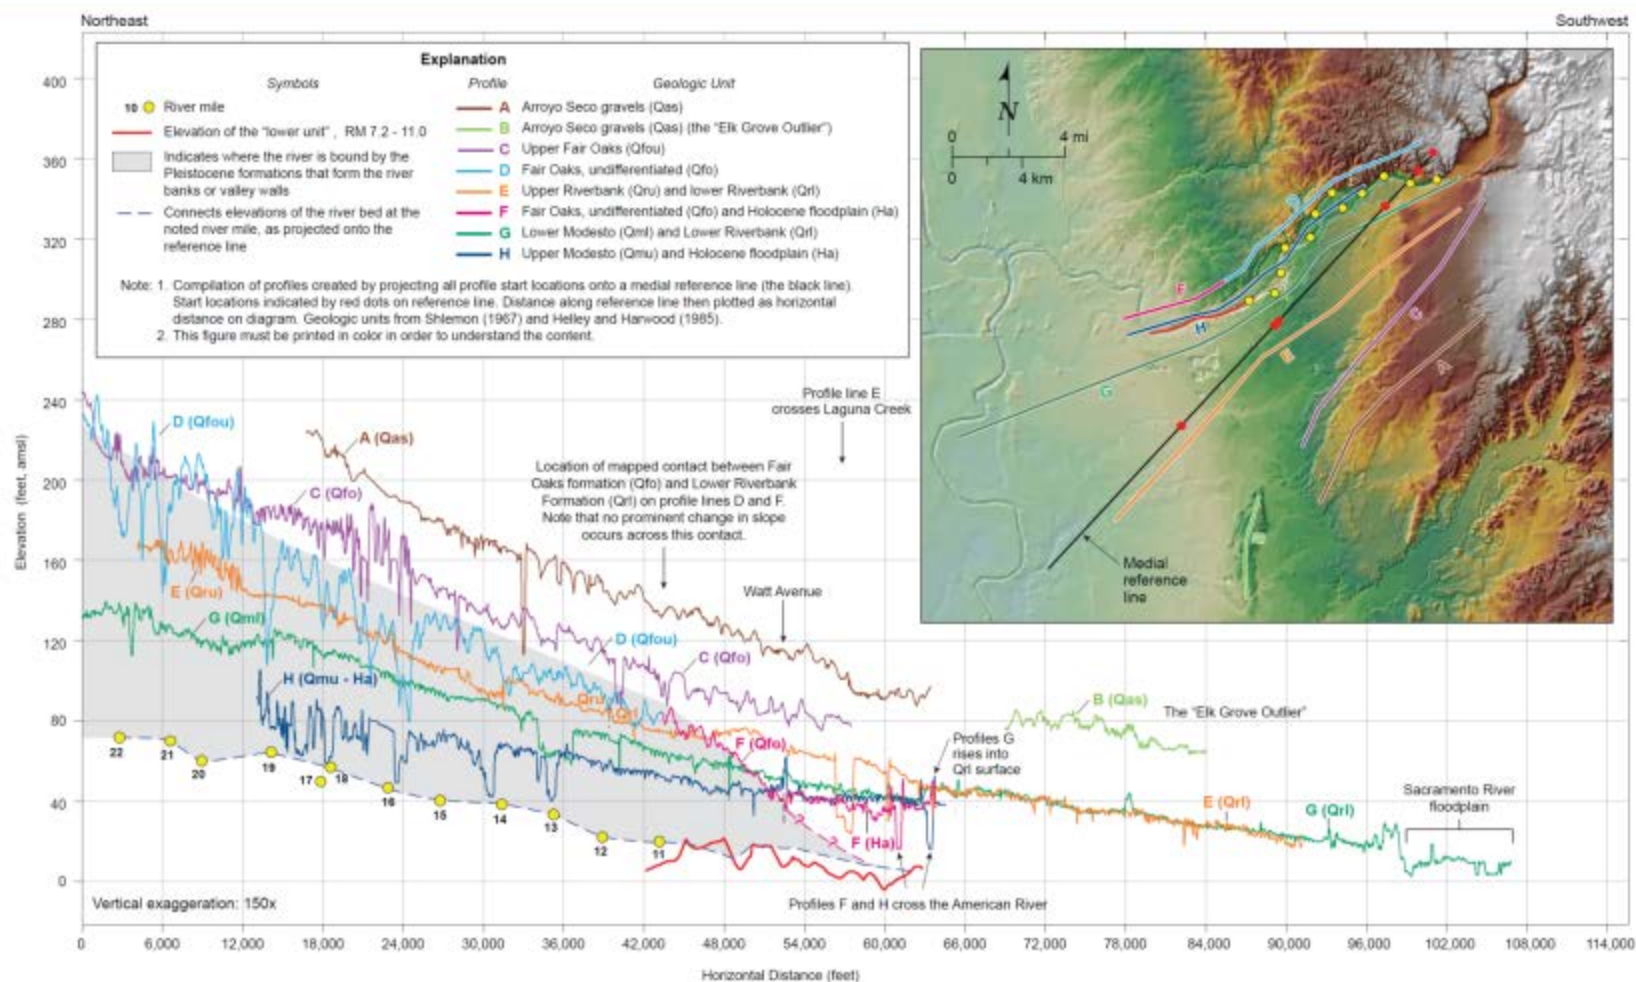 Northeast
Southwest
Explanation
Symbols
Profile
Geologic Unit
10 River mile
Elevation of the "lower unit" , RM 7.2 - 11.0
Indicates where the river is bound by the
Pleistocene formations that form the river
banks or valley walls
Connects elevations of the river bed at the
noted river mile, as projected onto the
reference line
A Arroyo Seco gravels (Qas)
B Arroyo Seco gravels (Qas) (the "Elk Grove Outlier")
C Upper Fair Oaks (Qfou)
D Fair Oaks, undifferentiated (Qfo)
E Upper Riverbank (Qru) and lower Riverbank (Qrl)
F Fair Oaks, undifferentiated (Qfo) and Holocene floodplain (Ha)
G Lower Modesto (Qml) and Lower Riverbank (Qrl)
H Upper Modesto (Qmu) and Holocene floodplain (Ha)
Note: 1. Compilation of profiles created by projecting all profile start locations onto a medial reference line (the black line).
Start locations indicated by red dots on reference line. Distance along reference line then plotted as horizontal
distance on diagram. Geologic units from Shlemon (1967) and Helley and Harwood (1985).
2. This figure must be printed in color in order to understand the content.
N
0 4 mi
0 4 km
F
H
G
E
A
Medial
reference
line
Elevation (feet, amsl)
400
360
320
280
240
200
160
120
80
40
0
Profile line E
crosses Laguna Creek
D (Qfou)
A (Qas)
Location of mapped contact between Fair
Oaks formation (Qfo) and Lower Riverbank
Formation (Qrl) on profile lines D and F.
Note that no prominent change in slope
occurs across this contact.
C (Qfo)
E (Qru)
Watt Avenue
G (Qml)
D (Qfou)
C (Qfo)
H (Qmu - Ha)
Qru Qrl
B (Qas)
The "Elk Grove Outlier"
F (Qfo)
Profiles G
rises into
Qrl surface
22
21
20
19
17
18
16
15
14
13
12
11
? ?
F (Ha)
E (Qrl)
G (Qrl)
Sacramento River
floodplain
Profiles F and H cross the American River
Vertical exaggeration: 150x
0 6,000 12,000 18,000 24,000 30,000 36,000 42,000 48,000 54,000 60,000 66,000 72,000 78,000 84,000 90,000 96,000 102,000 108,000 114,000
Horizontal Distance (feet)